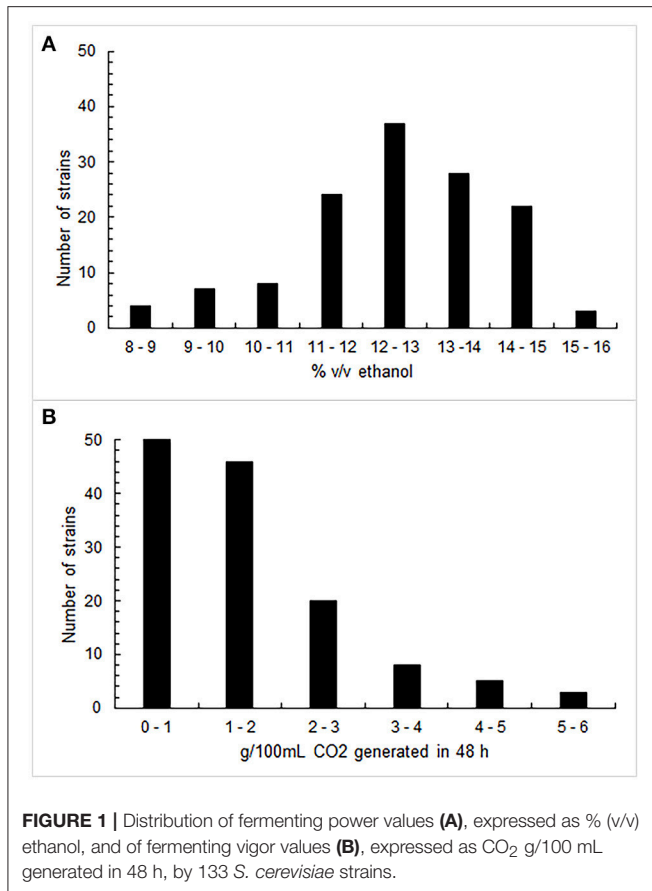 A
50
40
30
20
10
0
Number of strains
8 - 9 9 - 10 10 - 11 11 - 12 12 - 13 13 -14 14 - 15 15 - 16
% v/v ethanol
B
50
40
30
20
10
0
Number of strains
0 - 1 1 - 2 2 - 3 3 - 4 4 - 5 5 - 6
g/100mL CO2 generated in 48 h
FIGURE 1 | Distribution of fermenting power values (A), expressed as % (v/v)
ethanol, and of fermenting vigor values (B), expressed as CO₂ g/100 mL
generated in 48 h, by 133 S. cerevisiae strains.